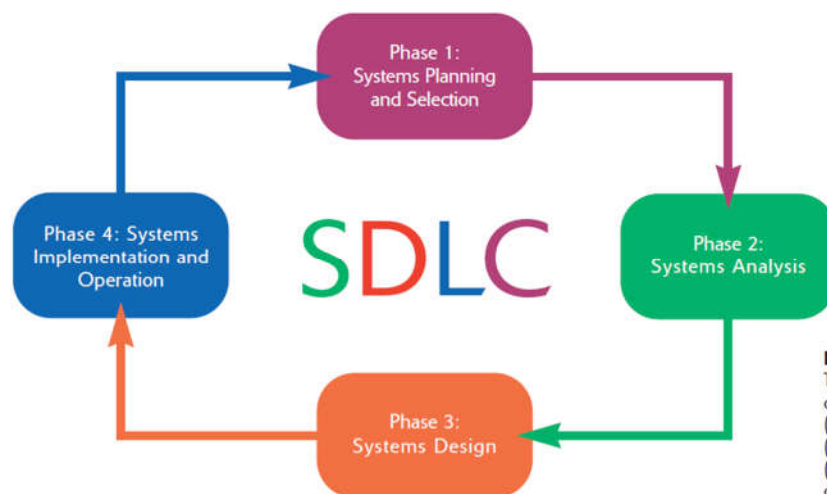 Phase 1:
Systems Planning
and Selection
Phase 4: Systems
Implementation and
Operation
SDLC
Phase 2:
Systems Analysis
Phase 3:
Systems Design